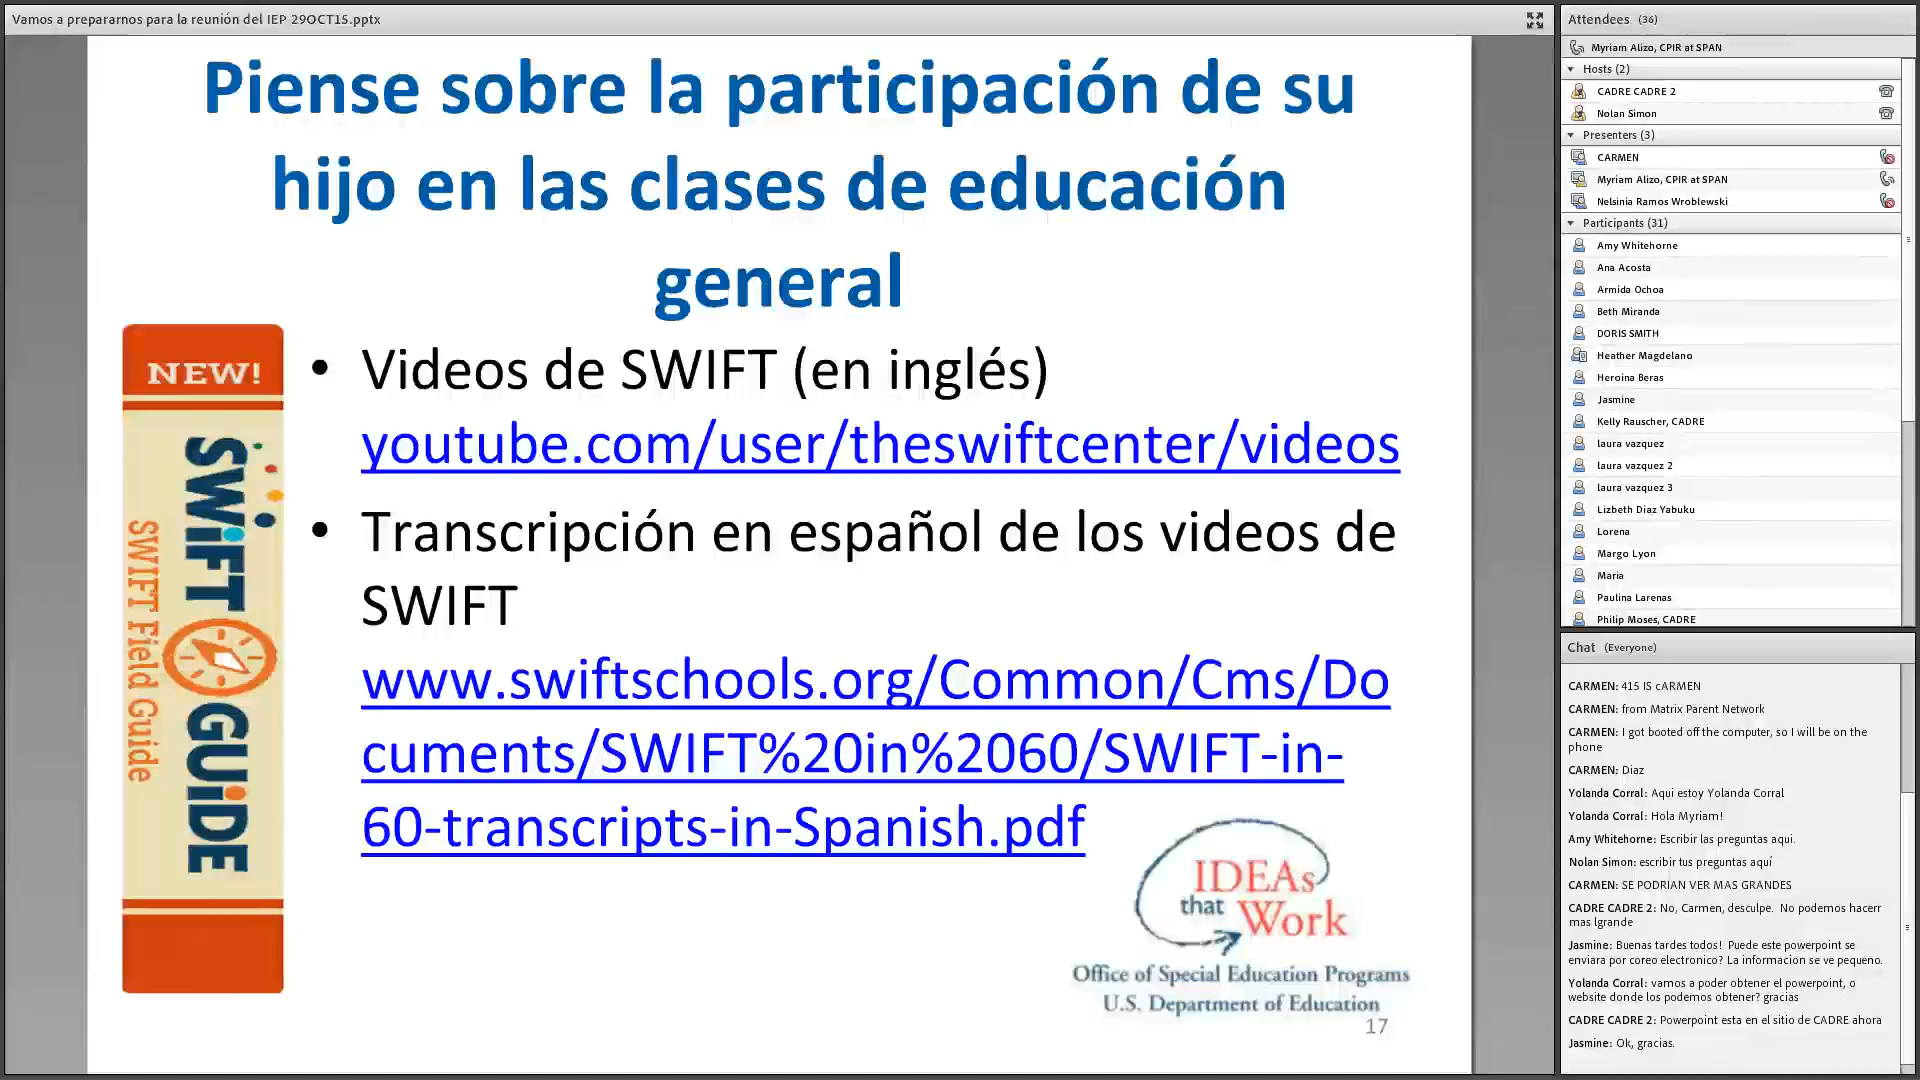 Vamos a prepararnos para la reunión del IEP 29OCT15.pptx
Piense sobre la participación de su
hijo en las clases de educación
general
NEW!
SWIFT GUIDE
SWIFT Field Guide
• Videos de SWIFT (en inglés)
youtube.com/user/theswiftcenter/videos
• Transcripción en español de los videos de
SWIFT
www.swiftschools.org/Common/Cms/Do
cuments/SWIFT%20in%2060/SWIFT-in-
60-transcripts-in-Spanish.pdf
IDEAs
that Work
Office of Special Education Programs
U.S. Department of Education
17
Attendees (36)
Myriam Alizo, CPIR at SPAN
Hosts (2)
CADRE CADRE 2
Nolan Simon
Presenters (3)
CARMEN
Myriam Alizo, CPIR at SPAN
Nelsinia Ramos Wroblewski
Participants (31)
Amy Whitehorne
Ana Acosta
Armida Ochoa
Beth Miranda
DORIS SMITH
Heather Magdelano
Heroina Beras
Jasmine
Kelly Rauscher, CADRE
laura vazquez
laura vazquez 2
laura vazquez 3
Lizbeth Diaz Yabuku
Lorena
Margo Lyon
Maria
Paulina Larenas
Philip Moses, CADRE
Chat (Everyone)
CARMEN: 415 IS cARMEN
CARMEN: from Matrix Parent Network
CARMEN: I got booted off the computer, so I will be on the
phone
CARMEN: Diaz
Yolanda Corral: Aqui estoy Yolanda Corral
Yolanda Corral: Hola Myriam!
Amy Whitehorne: Escribir las preguntas aqui.
Nolan Simon: escribir tus preguntas aquí
CARMEN: SE PODRIAN VER MAS GRANDES
CADRE CADRE 2: No, Carmen, desculpe. No podemos hacerr
mas lgrande
Jasmine: Buenas tardes todos! Puede este powerpoint se
enviara por coreo electronico? La informacion se ve pequeno.
Yolanda Corral: vamos a poder obtener el powerpoint, o
website donde los podemos obtener? gracias
CADRE CADRE 2: Powerpoint esta en el sitio de CADRE ahora
Jasmine: Ok, gracias.